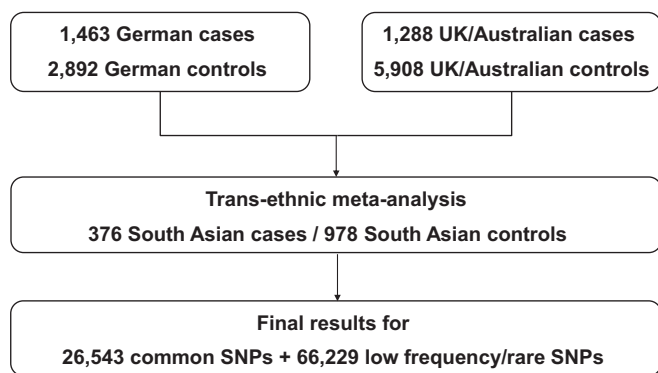 1,463 German cases
2,892 German controls
1,288 UK/Australian cases
5,908 UK/Australian controls
Trans-ethnic meta-analysis
376 South Asian cases / 978 South Asian controls
Final results for
26,543 common SNPs + 66,229 low frequency/rare SNPs